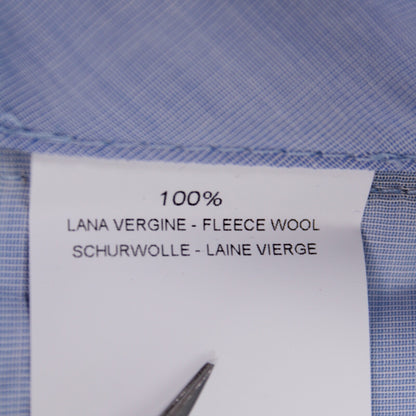 100%
LANA VERGINE - FLEECE WOOL
SCHURWOLLE - LAINE VIERGE